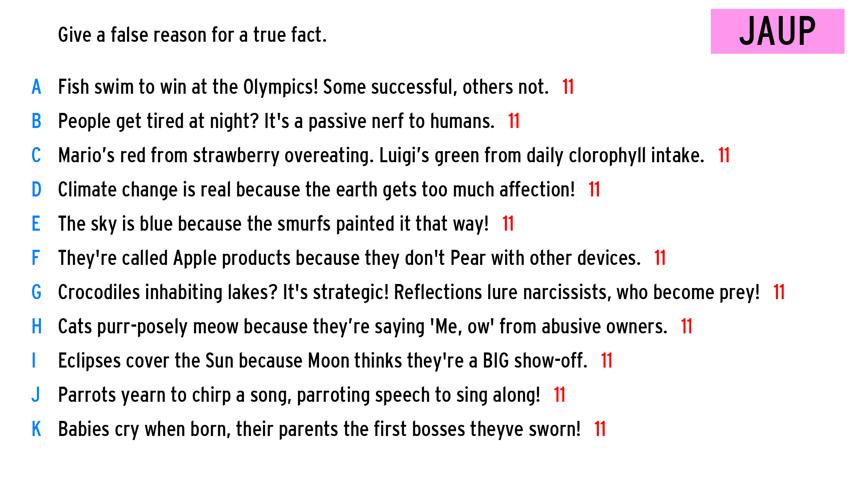 Give a false reason for a true fact.
JAUP
A Fish swim to win at the Olympics! Some successful, others not. 11
B People get tired at night? It's a passive nerf to humans. 11
C Mario's red from strawberry overeating. Luigi's green from daily clorophyll intake. 11
D Climate change is real because the earth gets too much affection! 11
E The sky is blue because the smurfs painted it that way! 11
F They're called Apple products because they don't Pear with other devices. 11
G Crocodiles inhabiting lakes? It's strategic! Reflections lure narcissists, who become prey! 11
H Cats purr-posely meow because they’re saying 'Me, ow' from abusive owners. 11
I Eclipses cover the Sun because Moon thinks they're a BIG show-off. 11
J Parrots yearn to chirp a song, parroting speech to sing along! 11
K Babies cry when born, their parents the first bosses theyve sworn! 11